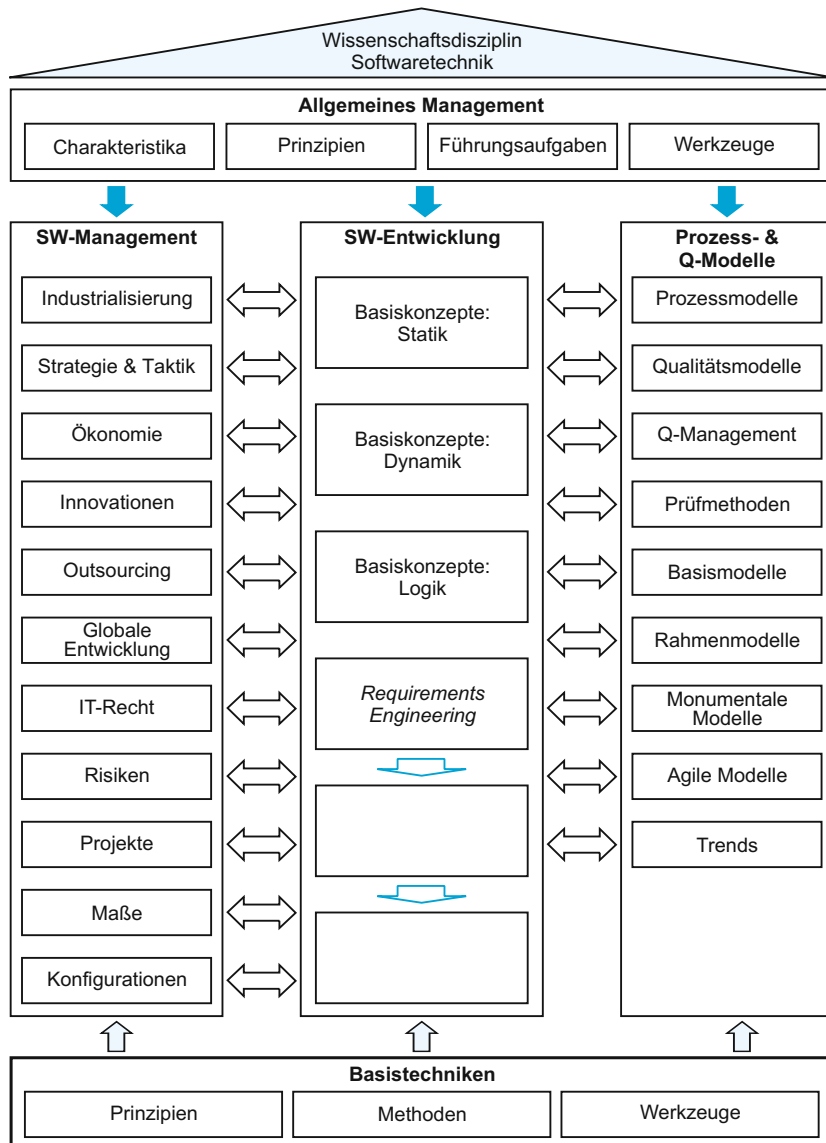 Wissenschaftsdisziplin
Softwaretechnik
Allgemeines Management
Charakteristika
Prinzipien
Führungsaufgaben
Werkzeuge
SW-Management
Industrialisierung
Strategie & Taktik
Ökonomie
Innovationen
Outsourcing
Globale
Entwicklung
IT-Recht
Risiken
Projekte
Maße
Konfigurationen
SW-Entwicklung
Basiskonzepte:
Statik
Basiskonzepte:
Dynamik
Basiskonzepte:
Logik
Requirements
Engineering
Prozess- &
Q-Modelle
Prozessmodelle
Qualitätsmodelle
Q-Management
Prüfmethoden
Basismodelle
Rahmenmodelle
Monumentale
Modelle
Agile Modelle
Trends
Basistechniken
Prinzipien
Methoden
Werkzeuge